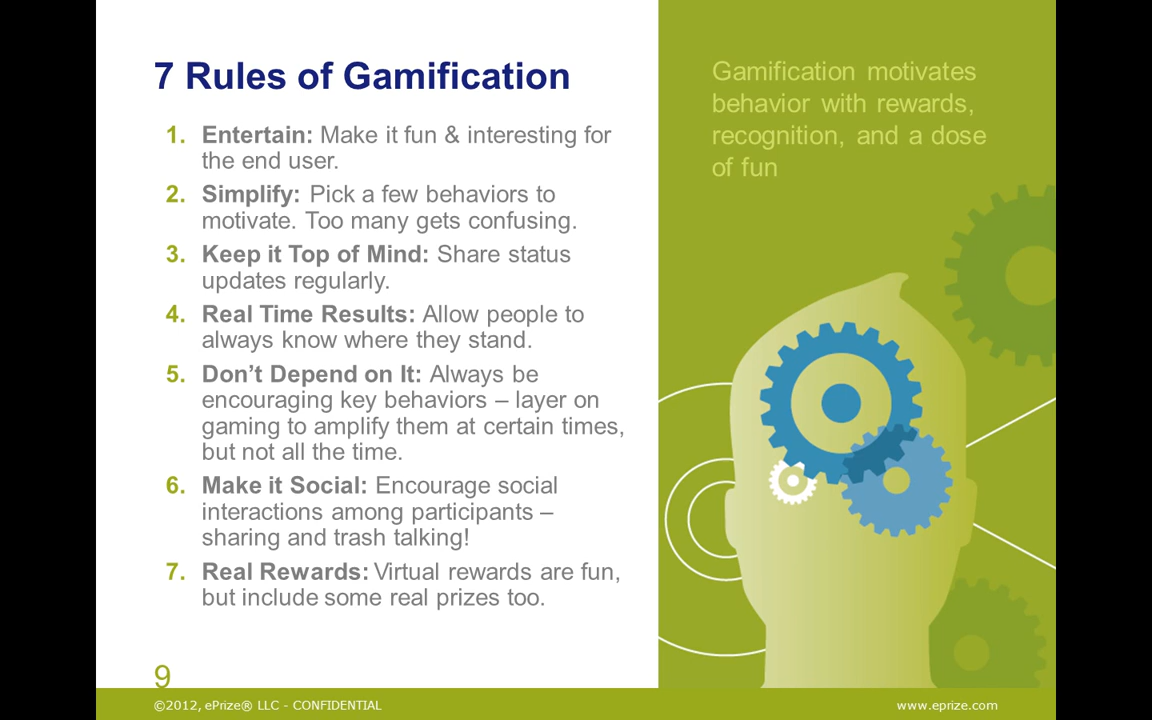 7 Rules of Gamification
1. Entertain: Make it fun & interesting for
the end user.
2. Simplify: Pick a few behaviors to
motivate. Too many gets confusing.
3. Keep it Top of Mind: Share status
updates regularly.
4. Real Time Results: Allow people to
always know where they stand.
5. Don’t Depend on It: Always be
encouraging key behaviors – layer on
gaming to amplify them at certain times,
but not all the time.
6. Make it Social: Encourage social
interactions among participants –
sharing and trash talking!
7. Real Rewards: Virtual rewards are fun,
but include some real prizes too.
Gamification motivates
behavior with rewards,
recognition, and a dose
of fun
9
©2012, ePrize® LLC - CONFIDENTIAL
www.eprize.com